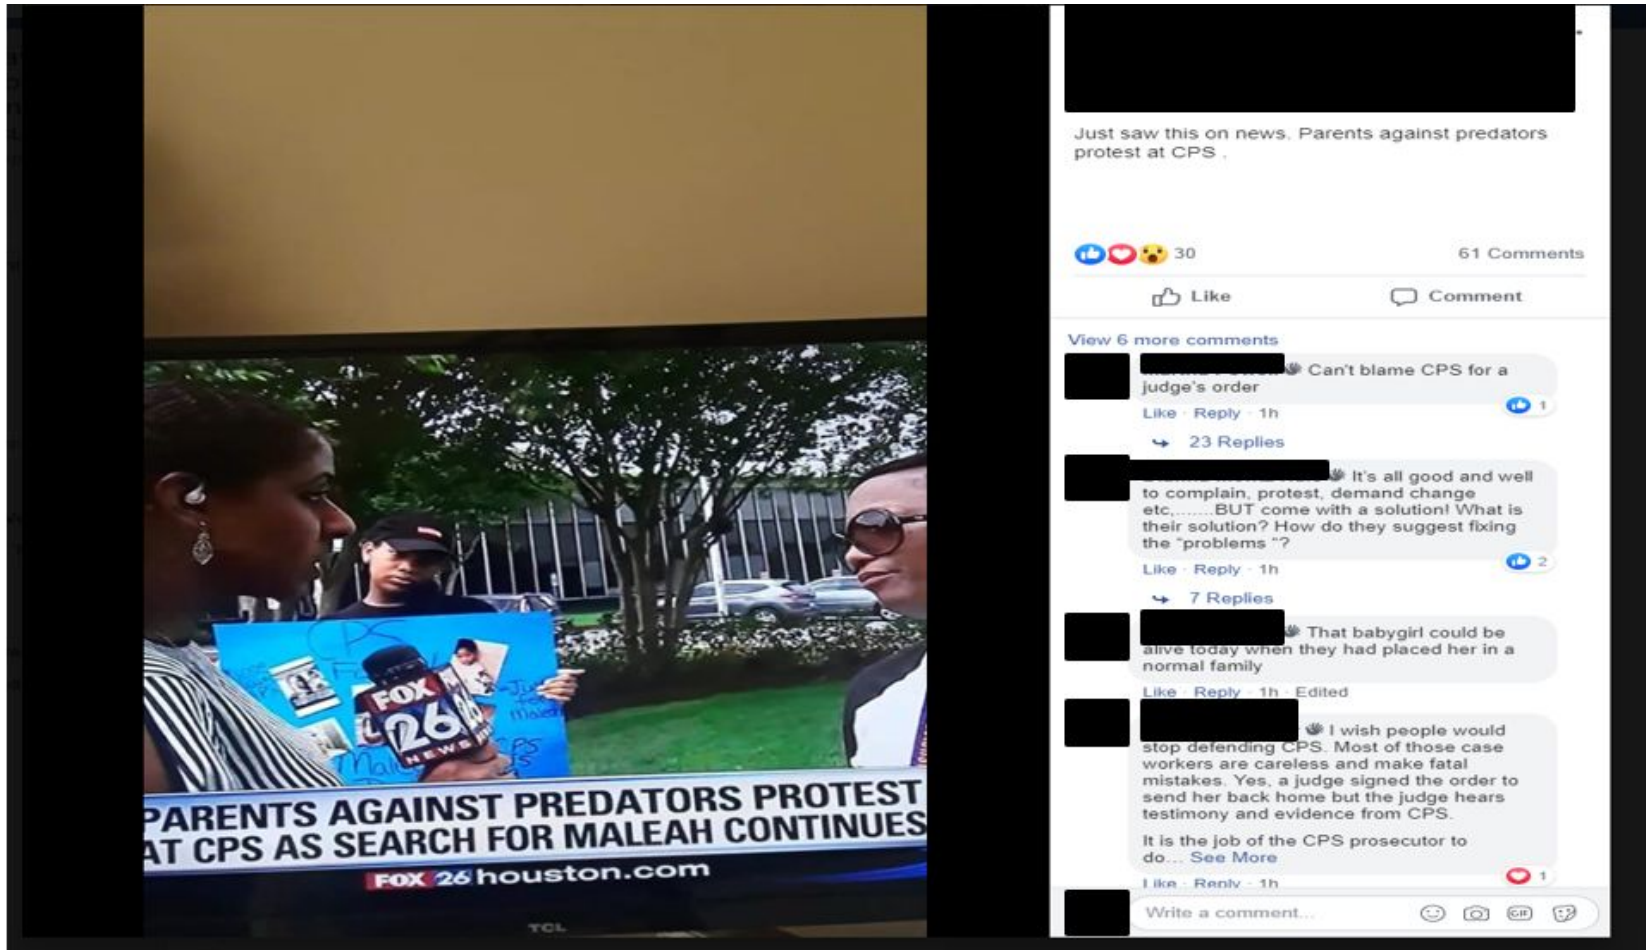 CPS
FOX
26
NEWS
PARENTS AGAINST PREDATORS PROTEST
AT CPS AS SEARCH FOR MALEAH CONTINUES
FOX 26 houston.com
TCL
Just saw this on news. Parents against predators
protest at CPS .
30
61 Comments
Like
Comment
View 6 more comments
Can't blame CPS for a
judge's order
Like · Reply · 1h
1
23 Replies
It's all good and well
to complain, protest, demand change
etc,.......BUT come with a solution! What is
their solution? How do they suggest fixing
the "problems "?
Like · Reply · 1h
2
7 Replies
That babygirl could be
alive today when they had placed her in a
normal family
Like · Reply · 1h · Edited
I wish people would
stop defending CPS. Most of those case
workers are careless and make fatal
mistakes. Yes, a judge signed the order to
send her back home but the judge hears
testimony and evidence from CPS.
It is the job of the CPS prosecutor to
do... See More
Like · Reply · 1h
1
Write a comment...
GIF